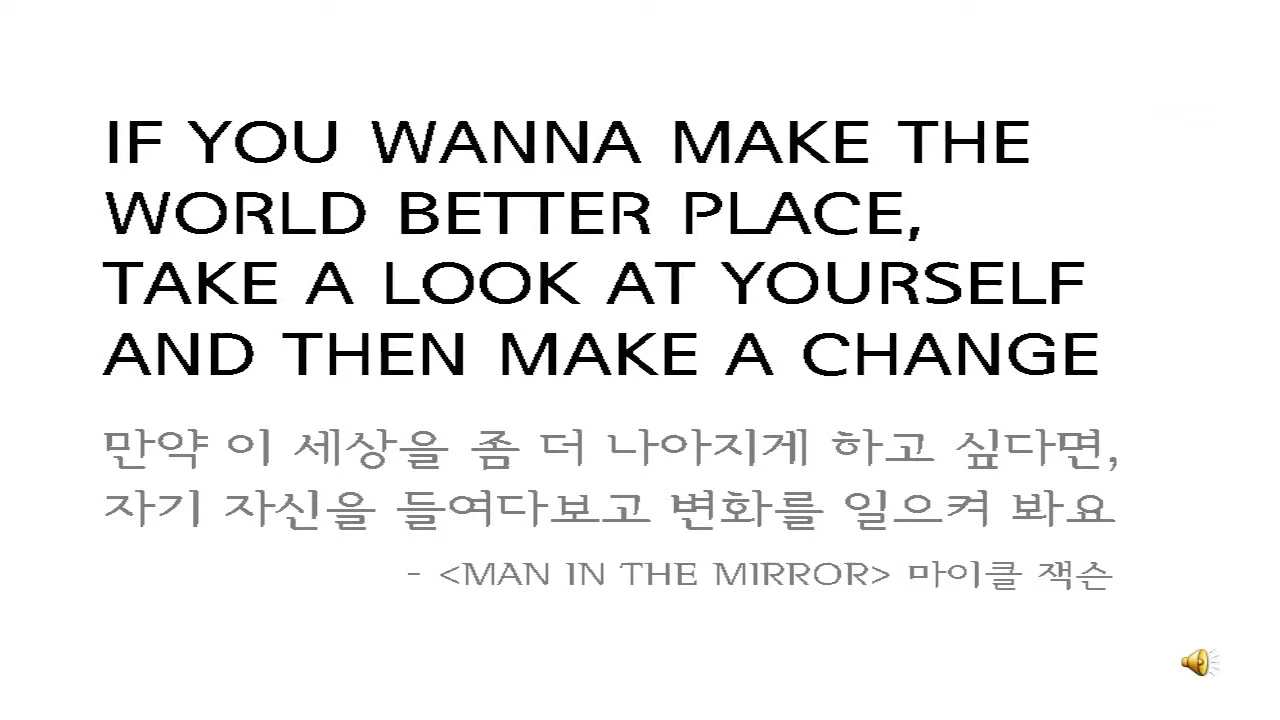 IF YOU WANNA MAKE THE
WORLD BETTER PLACE,
TAKE A LOOK AT YOURSELF
AND THEN MAKE A CHANGE
만약 이 세상을 좀 더 나아지게 하고 싶다면,
자기 자신을 들여다보고 변화를 일으켜 봐요
- <MAN IN THE MIRROR> 마이클 잭슨